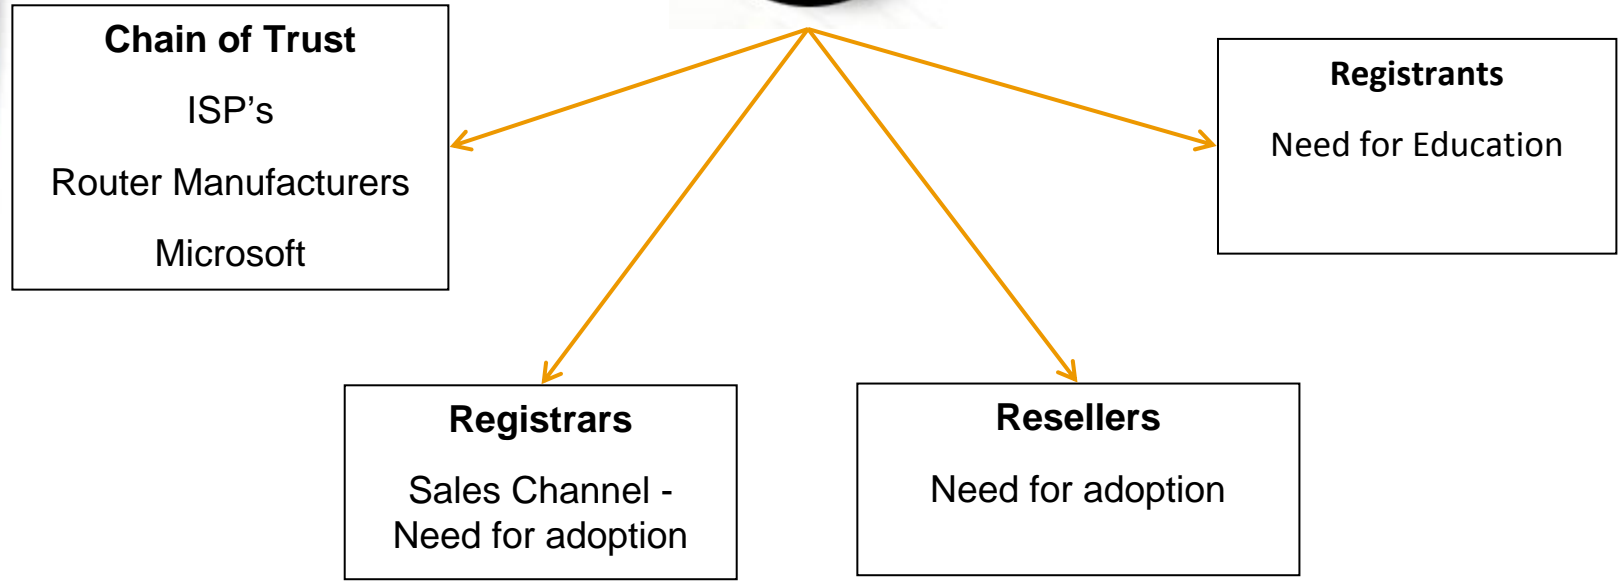 Chain of Trust
ISP’s
Router Manufacturers
Microsoft
Registrants
Need for Education
Registrars
Sales Channel -
Need for adoption
Resellers
Need for adoption